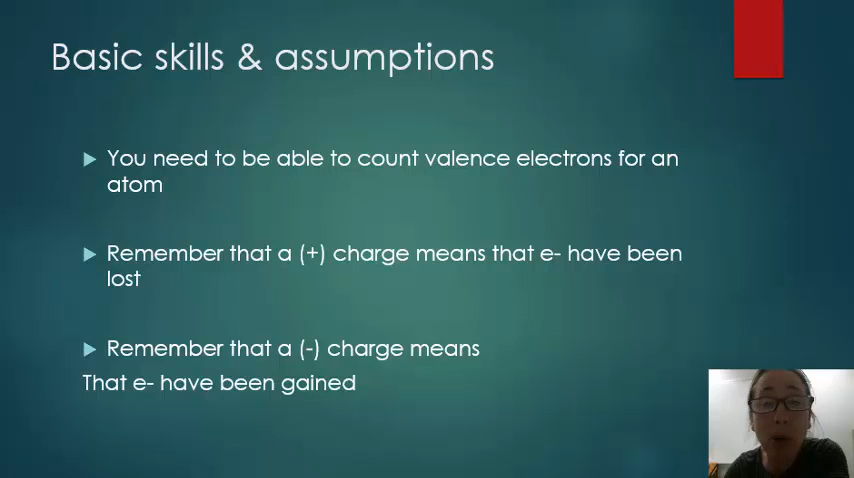 Basic skills & assumptions
You need to be able to count valence electrons for an
atom
Remember that a (+) charge means that e- have been
lost
Remember that a (-) charge means
That e- have been gained